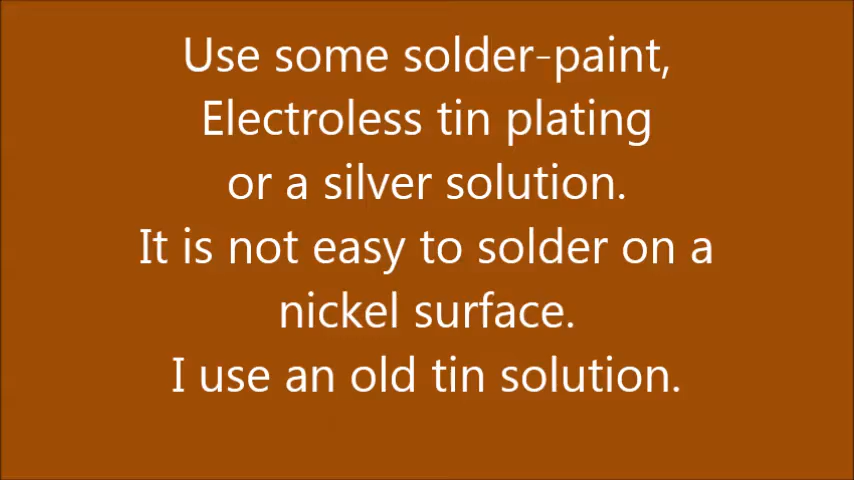 Use some solder-paint,
Electroless tin plating
or a silver solution.
It is not easy to solder on a
nickel surface.
I use an old tin solution.